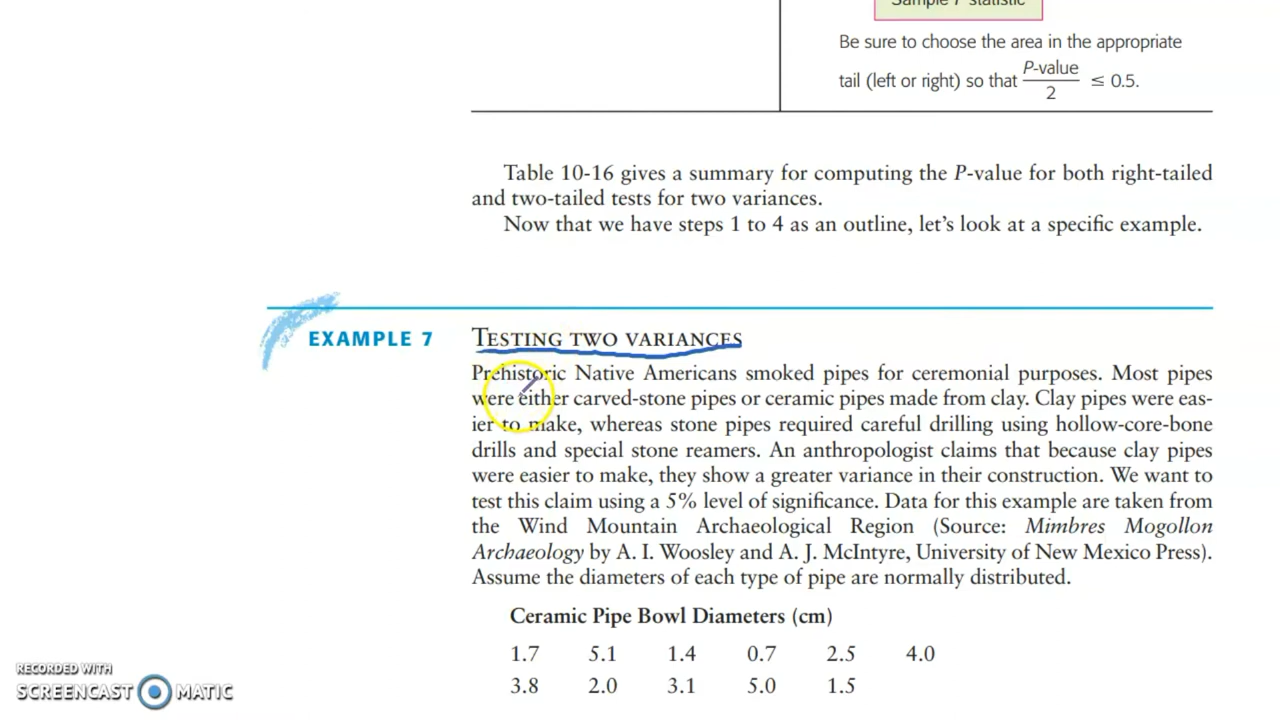 Sample F statistic
Be sure to choose the area in the appropriate
tail (left or right) so that P-value / 2 ≤ 0.5.
Table 10-16 gives a summary for computing the P-value for both right-tailed
and two-tailed tests for two variances.
Now that we have steps 1 to 4 as an outline, let's look at a specific example.
EXAMPLE 7 TESTING TWO VARIANCES
Prehistoric Native Americans smoked pipes for ceremonial purposes. Most pipes
were either carved-stone pipes or ceramic pipes made from clay. Clay pipes were eas-
ier to make, whereas stone pipes required careful drilling using hollow-core-bone
drills and special stone reamers. An anthropologist claims that because clay pipes
were easier to make, they show a greater variance in their construction. We want to
test this claim using a 5% level of significance. Data for this example are taken from
the Wind Mountain Archaeological Region (Source: Mimbres Mogollon
Archaeology by A. I. Woosley and A. J. McIntyre, University of New Mexico Press).
Assume the diameters of each type of pipe are normally distributed.
Ceramic Pipe Bowl Diameters (cm)
1.7 5.1 1.4 0.7 2.5 4.0
3.8 2.0 3.1 5.0 1.5
RECORDED WITH
SCREENCAST MATIC